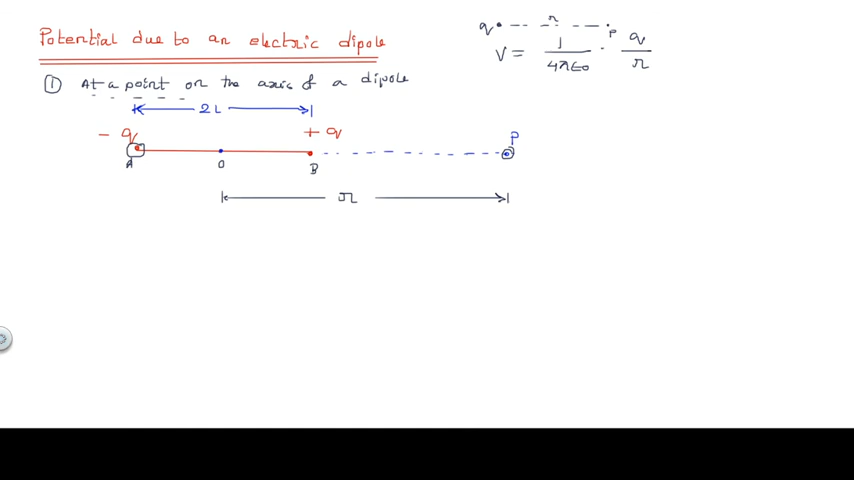 Potential due to an electric dipole
① At a point on the axis of a dipole
q r P
V = 1/4πε0 · q/r
2L
- q + q P
A O B
r